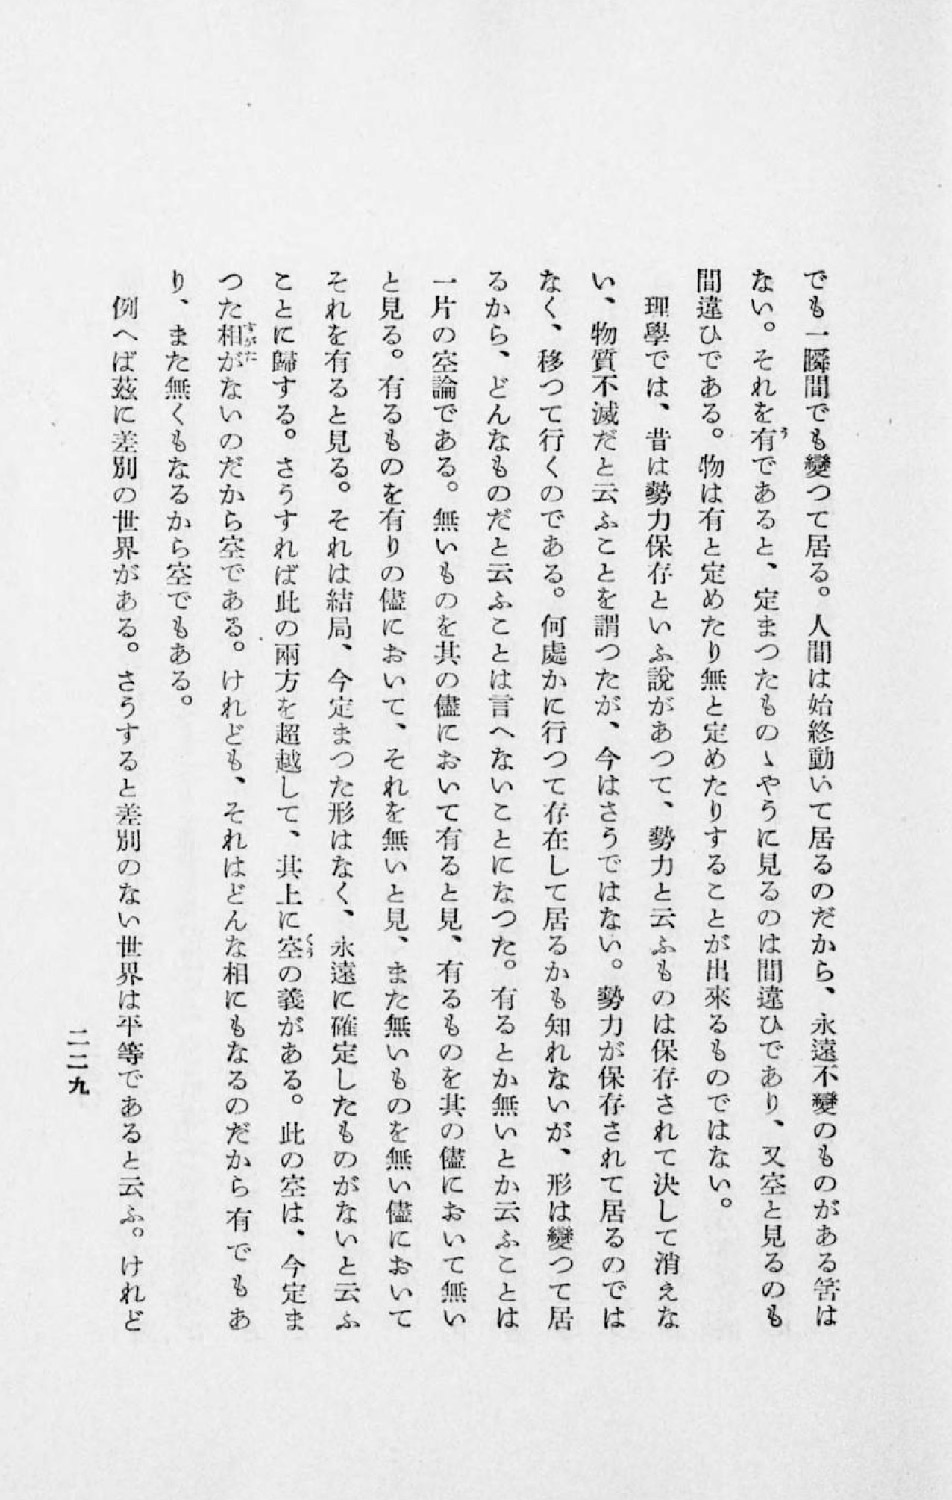 でも一瞬間でも變つて居る。人間は始終動いて居るのだから、永遠不變のものがある筈は
ない。それを有であると、定まつたものゝやうに見るのは間違ひであり、又空と見るのも
間違ひである。物は有と定めたり無と定めたりすることが出來るものではない。
理學では、昔は勢力保存といふ說があつて、勢力と云ふものは保存されて決して消えな
い、物質不滅だと云ふことを謂つたが、今はさうではない。勢力が保存されて居るのでは
なく、移つて行くのである。何處かに行つて存在して居るかも知れないが、形は變つて居
るから、どんなものだと云ふことは言へないことになつた。有るとか無いとか云ふことは
一片の空論である。無いものを其の儘において有ると見、有るものを其の儘において無い
と見る。有るものを有りの儘において、それを無いと見、また無いものを無い儘において
それを有ると見る。それは結局、今定まつた形はなく、永遠に確定したものがないと云ふ
ことに歸する。さうすれば此の兩方を超越して、其上に空の義がある。此の空は、今定ま
つた相がないのだから空である。けれども、それはどんな相にもなるのだから有でもあ
り、また無くもなるから空でもある。
例へば茲に差別の世界がある。さうすると差別のない世界は平等であると云ふ。けれど
二二九